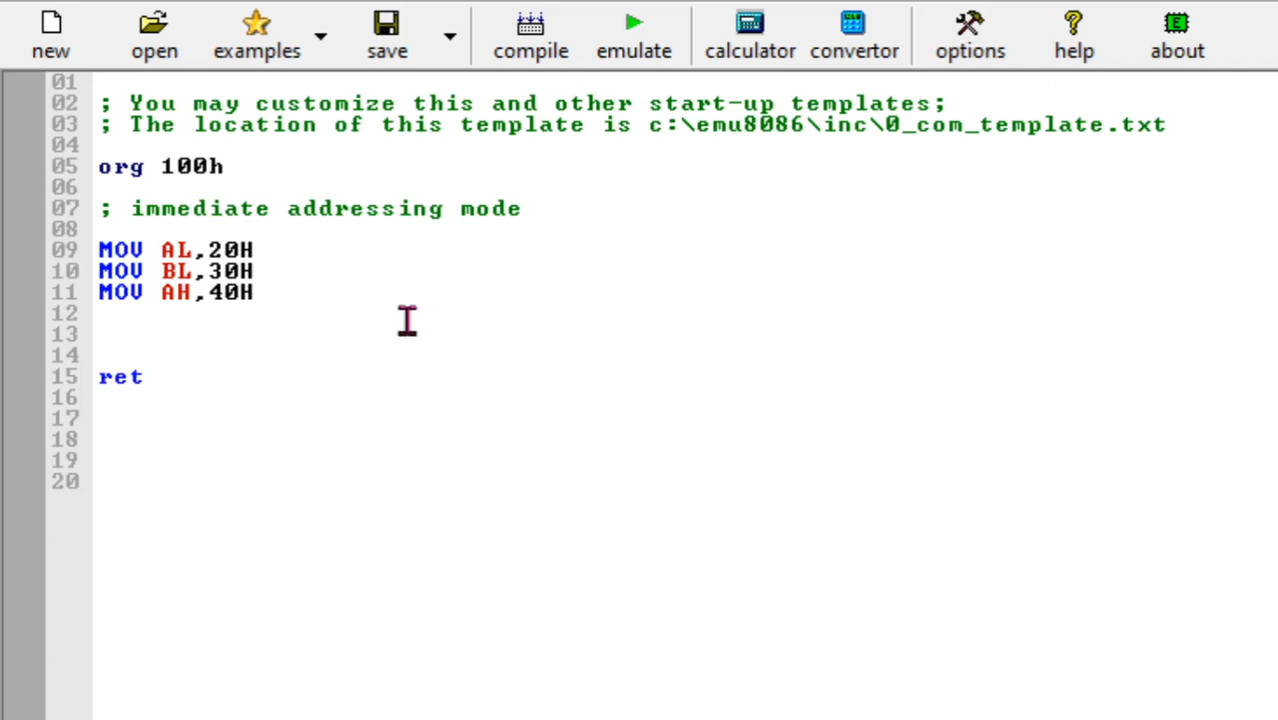 new open examples save compile emulate calculator convertor options help about
01
02 ; You may customize this and other start-up templates;
03 ; The location of this template is c:\emu8086\inc\0_com_template.txt
04
05 org 100h
06
07 ; immediate addressing mode
08
09 MOV AL,20H
10 MOV BL,30H
11 MOV AH,40H
12
13
14
15 ret
16
17
18
19
20